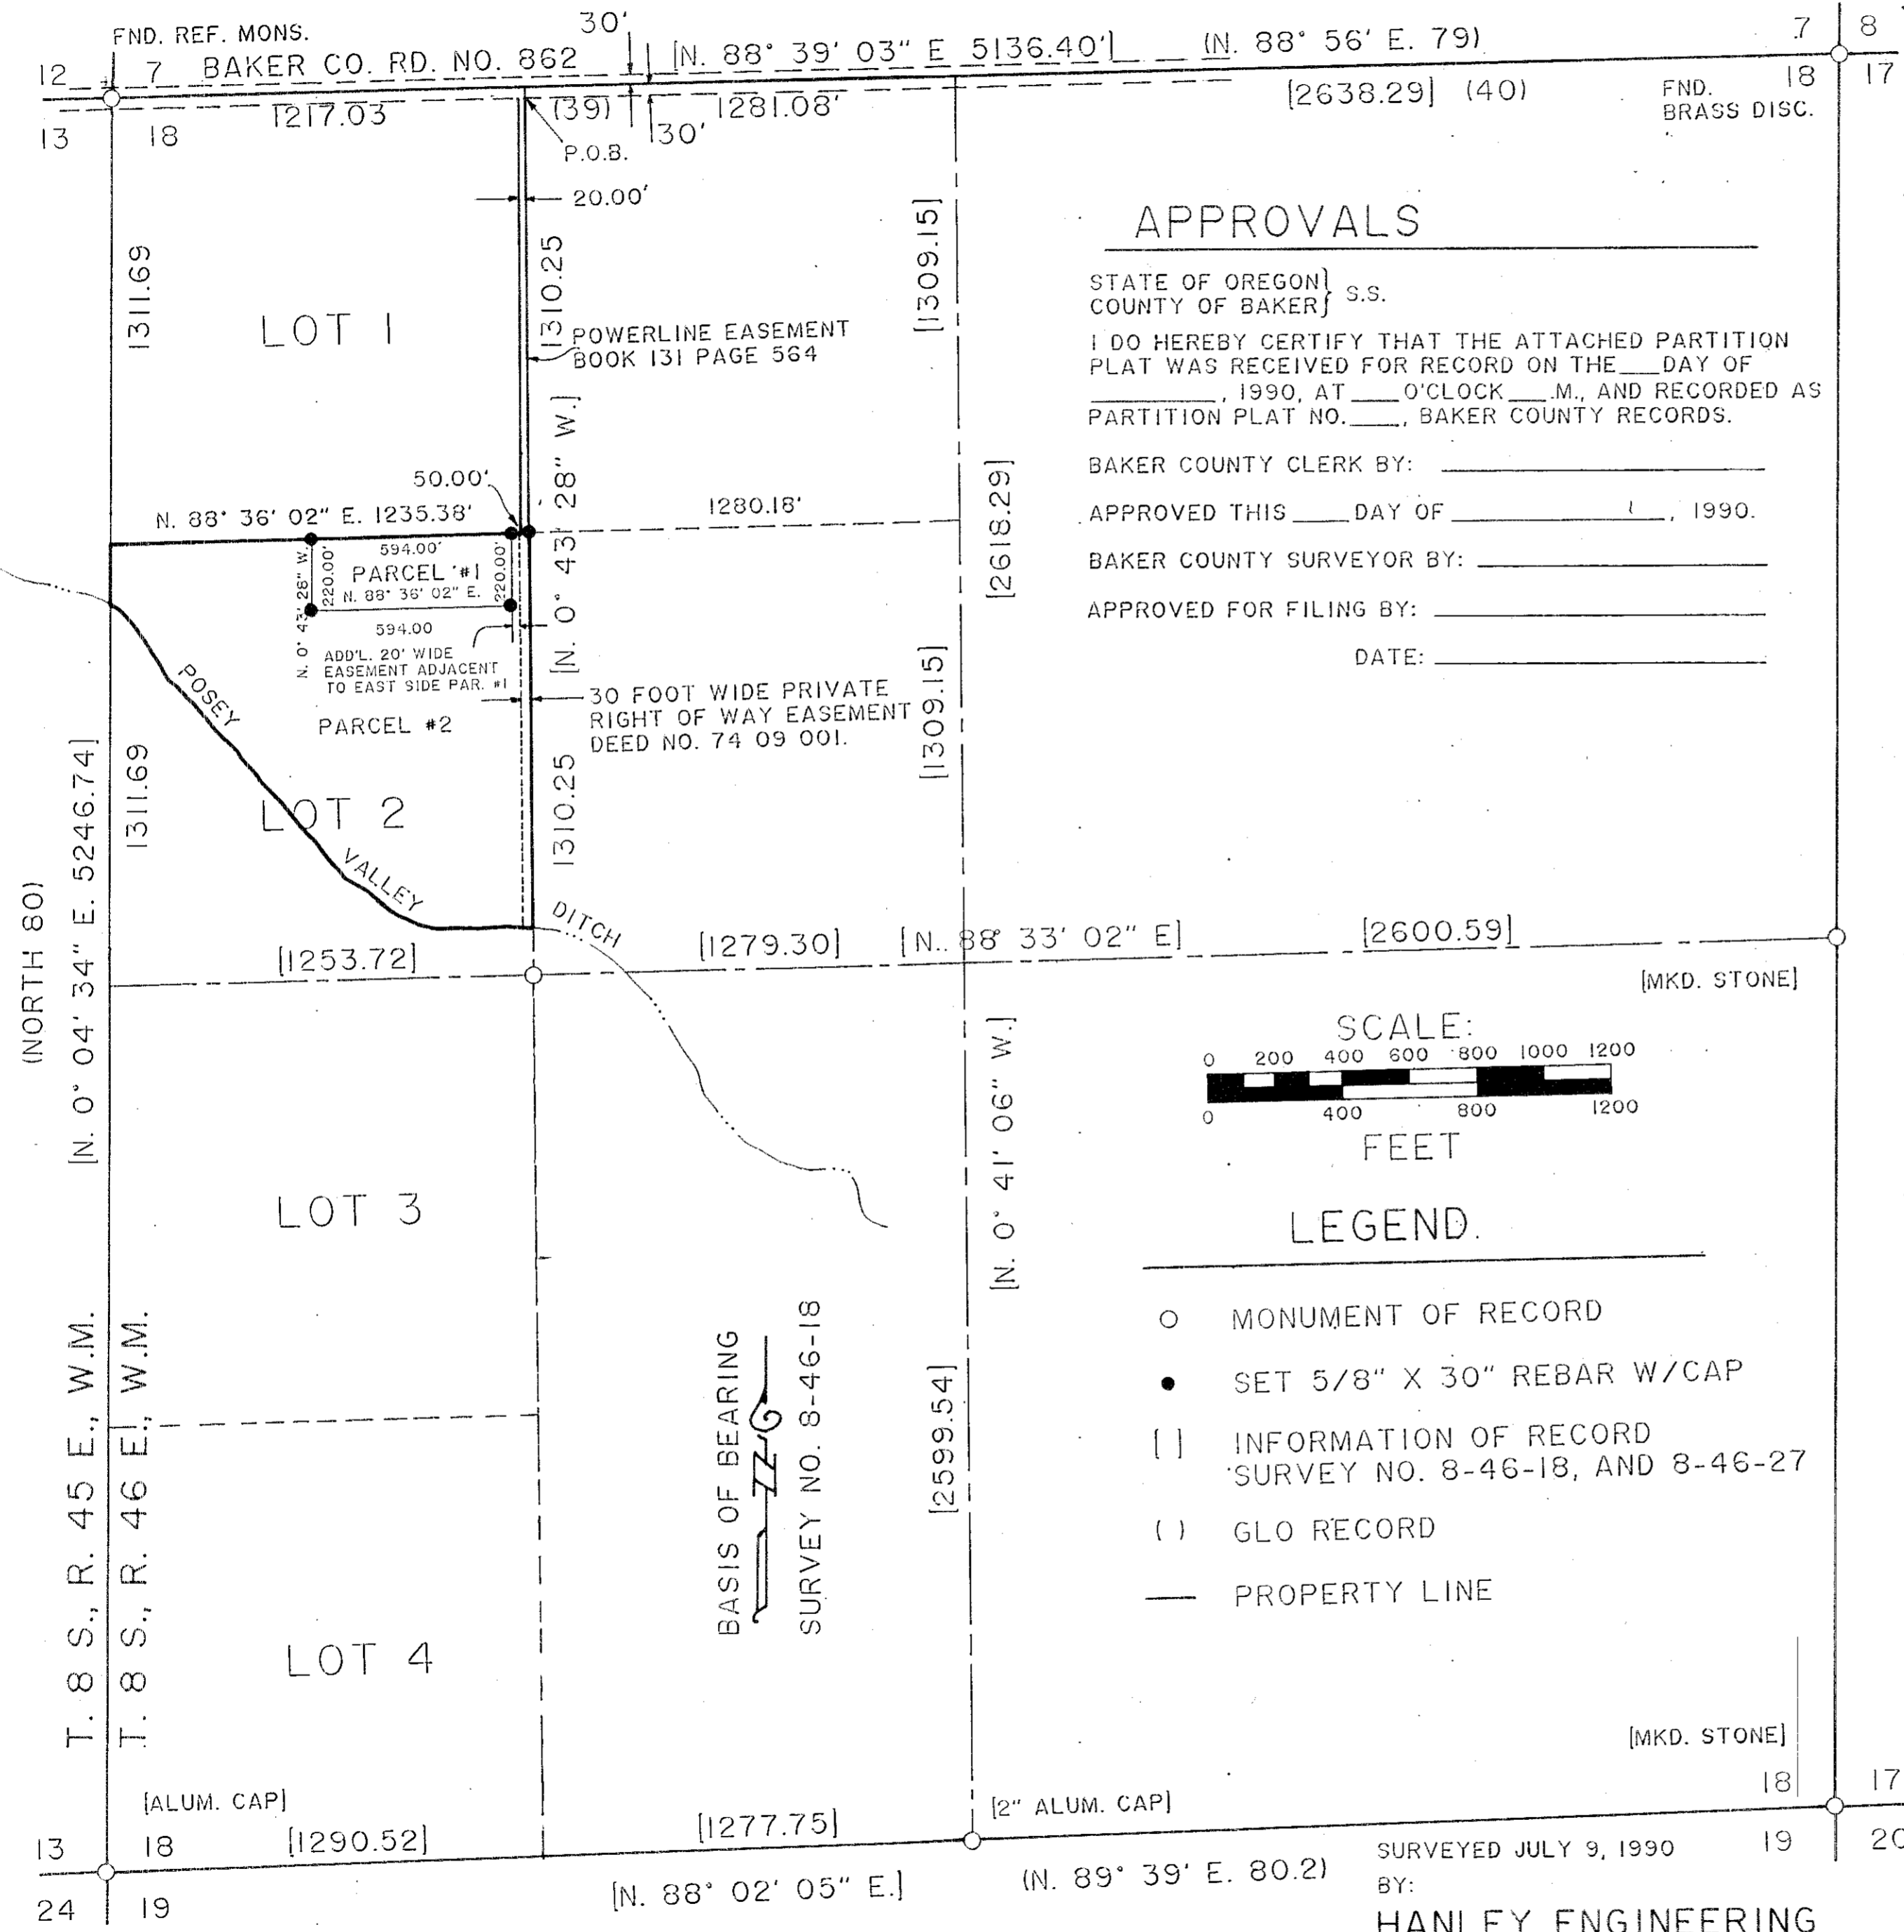 FND. REF. MONS.
30'
12 7 BAKER CO. RD. NO. 862 [N. 88° 39' 03" E 5136.40'] (N. 88° 56' E. 79) 7 8
13 18 1217.03 (39) 30' 1281.08' [2638.29] (40) FND. BRASS DISC. 18 17
P.O.B.
20.00'
1311.69
LOT 1
1310.25
POWERLINE EASEMENT
BOOK 131 PAGE 564
[1309.15]
APPROVALS
STATE OF OREGON} S.S.
COUNTY OF BAKER}
I DO HEREBY CERTIFY THAT THE ATTACHED PARTITION
PLAT WAS RECEIVED FOR RECORD ON THE___DAY OF
_________, 1990, AT ____O'CLOCK___.M., AND RECORDED AS
PARTITION PLAT NO.____, BAKER COUNTY RECORDS.
BAKER COUNTY CLERK BY: ____________
APPROVED THIS ____ DAY OF ____________, 1990.
BAKER COUNTY SURVEYOR BY: ____________
APPROVED FOR FILING BY: ____________
DATE: ____________
50.00'
N. 88° 36' 02" E. 1235.38'
1280.18'
[N. 0° 43' 28" W.]
[2618.29]
594.00'
N. 0° 43' 28" W.
220.00'
PARCEL #1
N. 88° 36' 02" E.
220.00'
594.00
ADD'L. 20' WIDE
EASEMENT ADJACENT
TO EAST SIDE PAR. #1
PARCEL #2
30 FOOT WIDE PRIVATE
RIGHT OF WAY EASEMENT
DEED NO. 74 09 001.
[1309.15]
POSEY
VALLEY
DITCH
1311.69
LOT 2
1310.25
(NORTH 80)
[N. 0° 04' 34" E. 5246.74]
[1253.72] [1279.30] [N. 88° 33' 02" E] [2600.59]
[MKD. STONE]
SCALE:
0 200 400 600 800 1000 1200
0 400 800 1200
FEET
[N. 0° 41' 06" W.]
LOT 3
LEGEND.
○ MONUMENT OF RECORD
● SET 5/8" X 30" REBAR W/CAP
[ ] INFORMATION OF RECORD
SURVEY NO. 8-46-18, AND 8-46-27
( ) GLO RECORD
— PROPERTY LINE
T. 8 S., R. 45 E., W.M.
T. 8 S., R. 46 E., W.M.
BASIS OF BEARING
N
SURVEY NO. 8-46-18
[2599.54]
LOT 4
[MKD. STONE]
18 17
[ALUM. CAP]
[2" ALUM. CAP]
13 18 [1290.52] [1277.75]
19 20
24 19
[N. 88° 02' 05" E.]
(N. 89° 39' E. 80.2)
SURVEYED JULY 9, 1990
BY:
HANLEY ENGINEERING